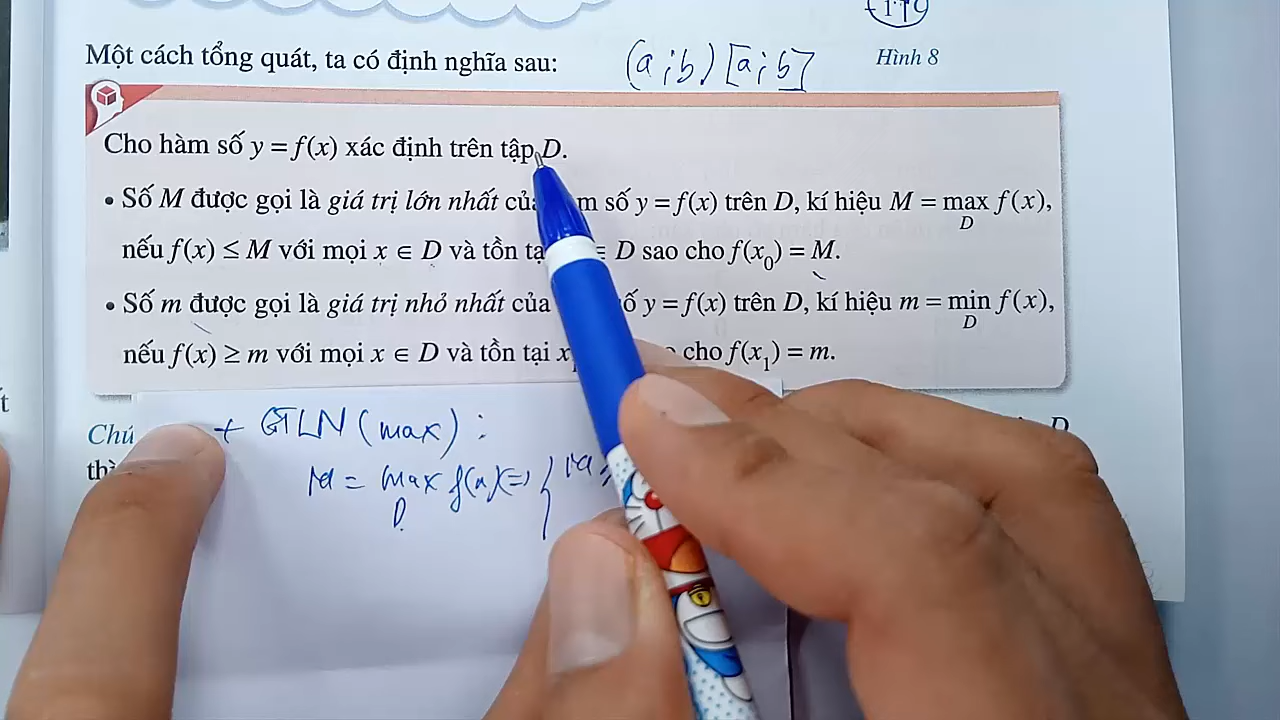 Một cách tổng quát, ta có định nghĩa sau: (a;b) [a;b]
Hình 8
Cho hàm số y = f(x) xác định trên tập D.
• Số M được gọi là giá trị lớn nhất củ m số y = f(x) trên D, kí hiệu M = max f(x),
D
nếu f(x) ≤ M với mọi x ∈ D và tồn tạ ∈ D sao cho f(x₀) = M.
• Số m được gọi là giá trị nhỏ nhất của ố y = f(x) trên D, kí hiệu m = min f(x),
D
nếu f(x) ≥ m với mọi x ∈ D và tồn tại x cho f(x₁) = m.
Chú
+ GTLN (max) :
M = max f(x) => {
D